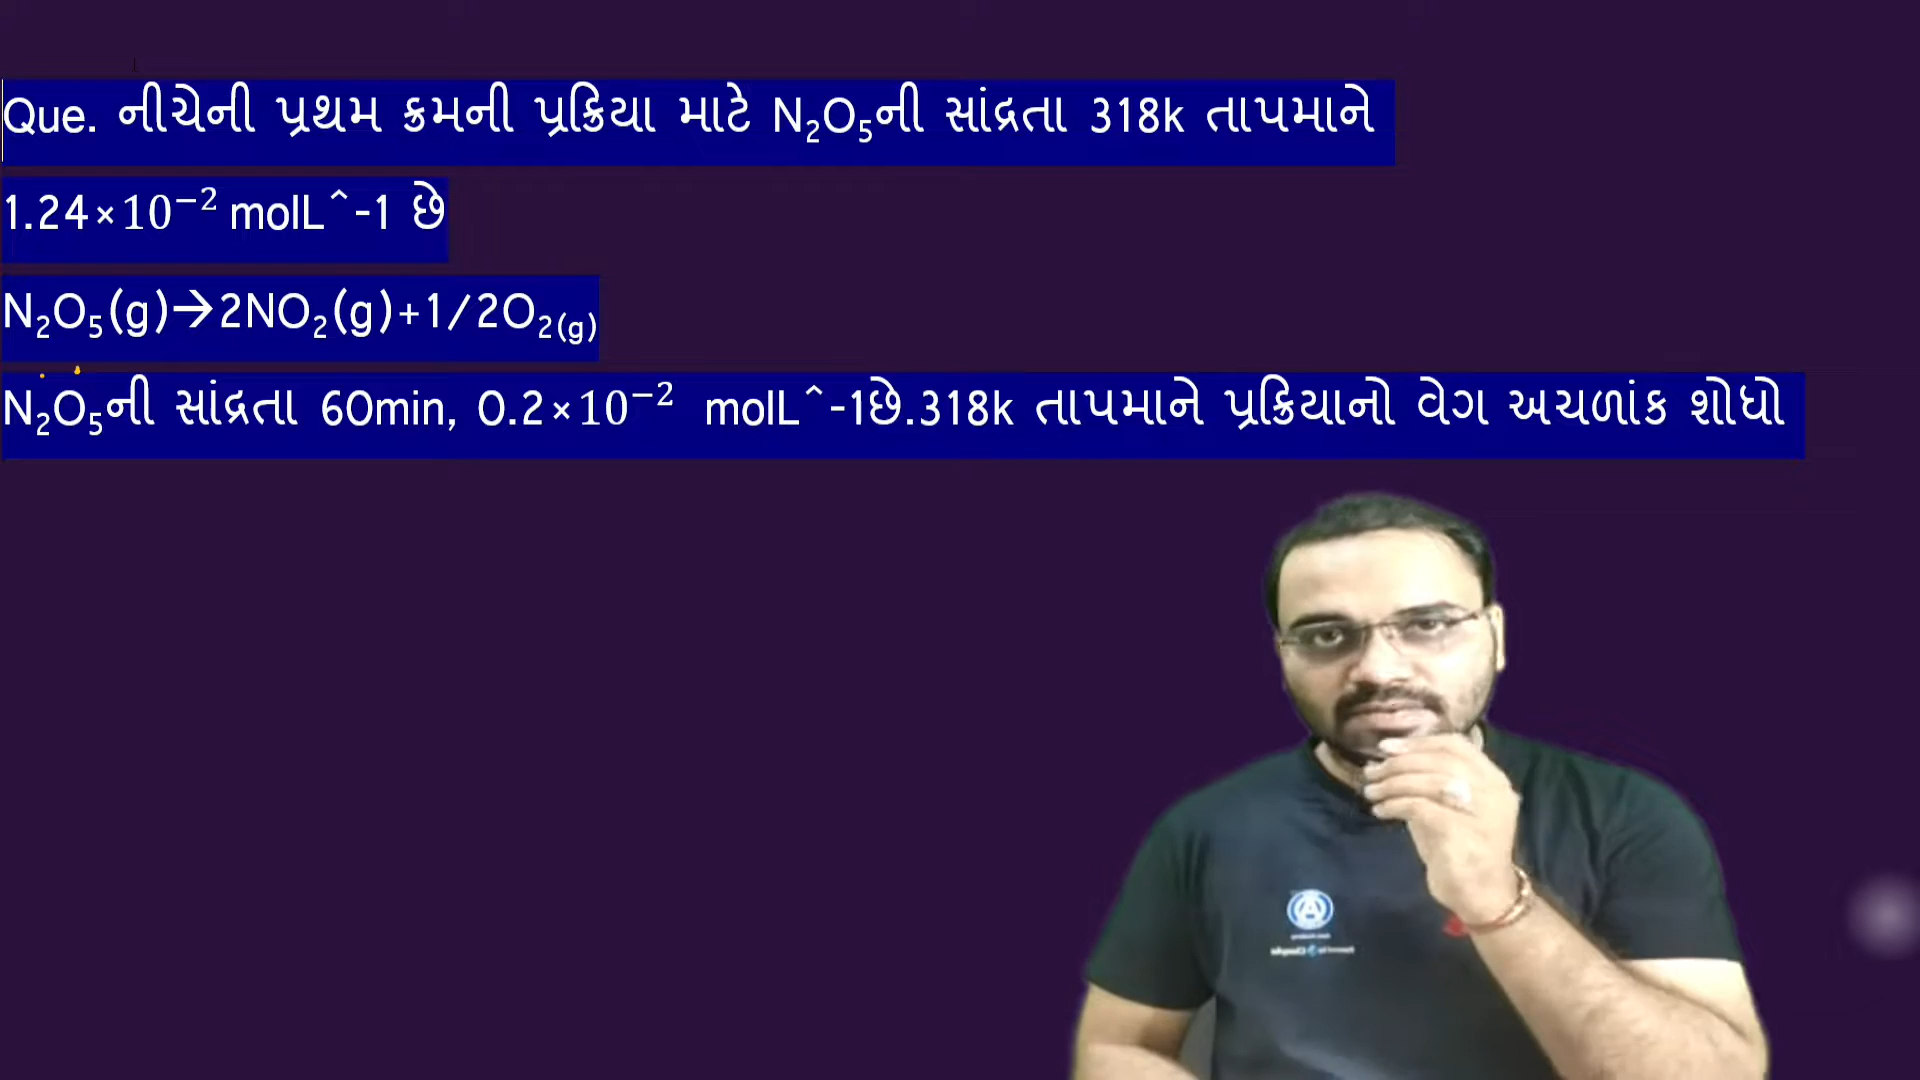 Que. નીચેની પ્રથમ ક્રમની પ્રક્રિયા માટે N₂O₅ની સાંદ્રતા 318k તાપમાને
1.24×10⁻² molL^-1 છે
N₂O₅(g)→2NO₂(g)+1/2O₂₍g₎
N₂O₅ની સાંદ્રતા 60min, 0.2×10⁻² molL^-1છે.318k તાપમાને પ્રક્રિયાનો વેગ અચળાંક શોધો